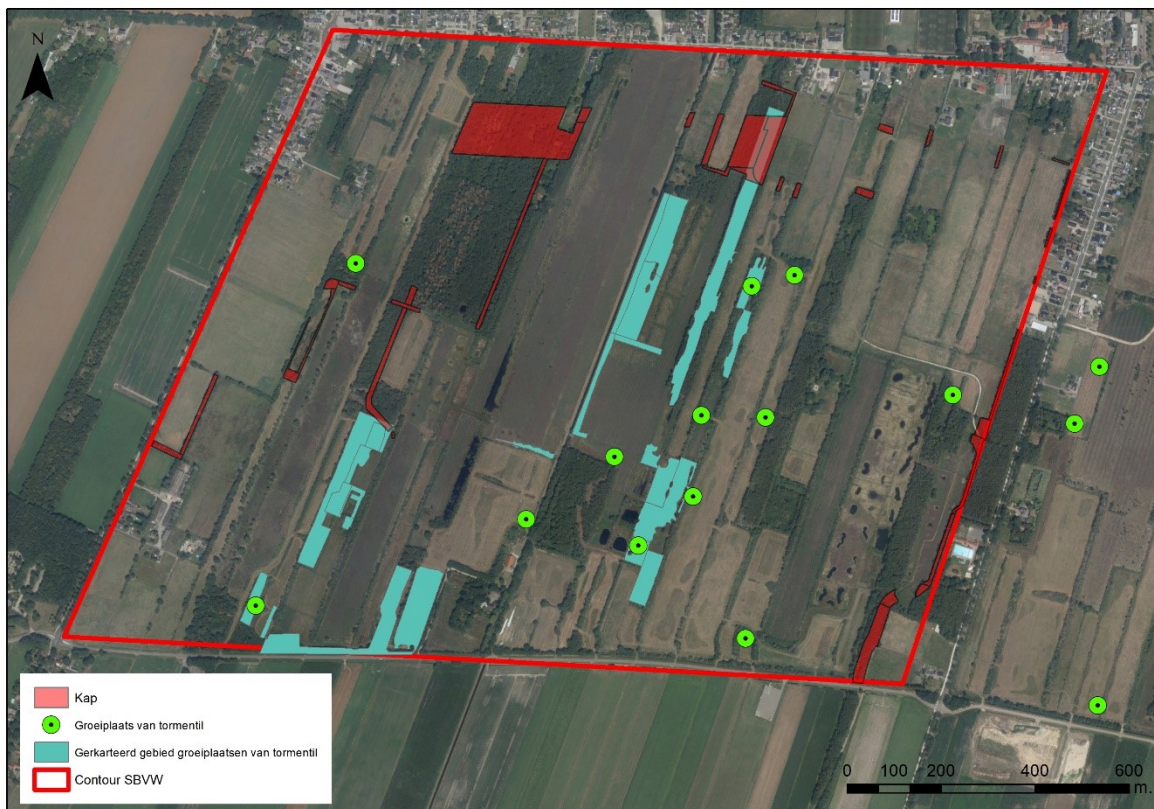 N
Kap
Groeiplaats van tormentil
Gerkarteerd gebied groeiplaatsen van tormentil
Contour SBVW
0 100 200 400 600
m.